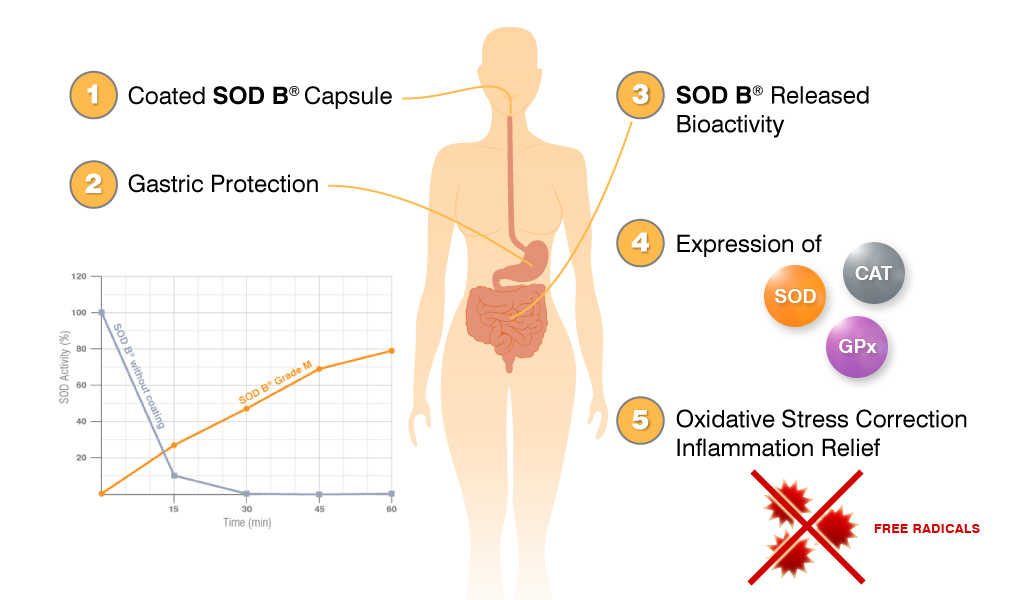 1 Coated SOD B® Capsule
2 Gastric Protection
3 SOD B® Released
Bioactivity
4 Expression of
CAT
SOD
GPx
5 Oxidative Stress Correction
Inflammation Relief
FREE RADICALS
SOD Activity (%)
120
100
80
60
40
20
SOD B® without coating
SOD B® Grade M
15 30 45 60
Time (min)